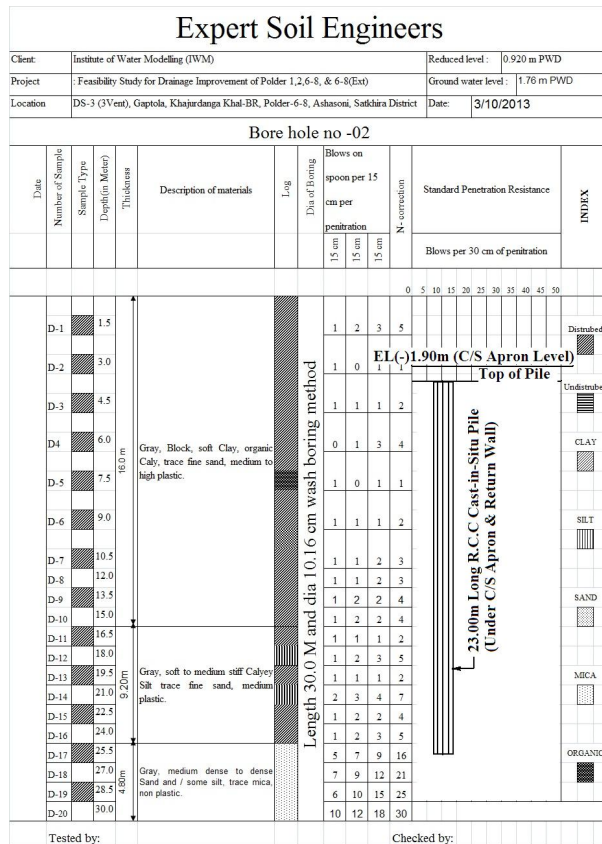 Expert Soil Engineers
Client: Institute of Water Modelling (IWM) Reduced level : 0.920 m PWD
Project : Feasibility Study for Drainage Improvement of Polder 1,2,6-8, & 6-8(Ext) Ground water level : 1.76 m PWD
Location DS-3 (3Vent), Gaptola, Khajurdanga Khal-BR, Polder-6-8, Ashasoni, Satkhira District Date: 3/10/2013
Bore hole no -02
Date Number of Sample Sample Type Depth(in Meter) Thickness Description of materials Log Dia of Boring Blows on spoon per 15 cm per penitration N- correction Standard Penetration Resistance INDEX
15 cm 15 cm 15 cm Blows per 30 cm of penitration
0 5 10 15 20 25 30 35 40 45 50
D-1 1.5 1 2 3 5 Distrubed
EL(-)1.90m (C/S Apron Level)
D-2 3.0 1 0 1 1
Top of Pile
Undistrube
D-3 4.5 1 1 1 2
D4 6.0 0 1 3 4 CLAY
16.0 m
Gray, Block, soft Clay, organic
Caly, trace fine sand, medium to
high plastic.
D-5 7.5 1 0 1 1
D-6 9.0 1 1 1 2 SILT
D-7 10.5 1 1 2 3
D-8 12.0 1 1 2 3
D-9 13.5 1 2 2 4 SAND
D-10 15.0 1 2 2 4
D-11 16.5 1 1 1 2
D-12 18.0 1 2 3 5
9.20m
Gray, soft to medium stiff Calyey
Silt trace fine sand, medium
plastic.
D-13 19.5 1 1 1 2
D-14 21.0 2 3 4 7 MICA
D-15 22.5 1 2 2 4
D-16 24.0 1 2 3 5
D-17 25.5 5 7 9 16 ORGANIC
4.80m
Gray, medium dense to dense
Sand and / some silt, trace mica,
non plastic.
D-18 27.0 7 9 12 21
D-19 28.5 6 10 15 25
D-20 30.0 10 12 18 30
Length 30.0 M and dia 10.16 cm wash boring method
23.00m Long R.C.C Cast-in-Situ Pile
(Under C/S Apron & Return Wall)
Tested by: Checked by: